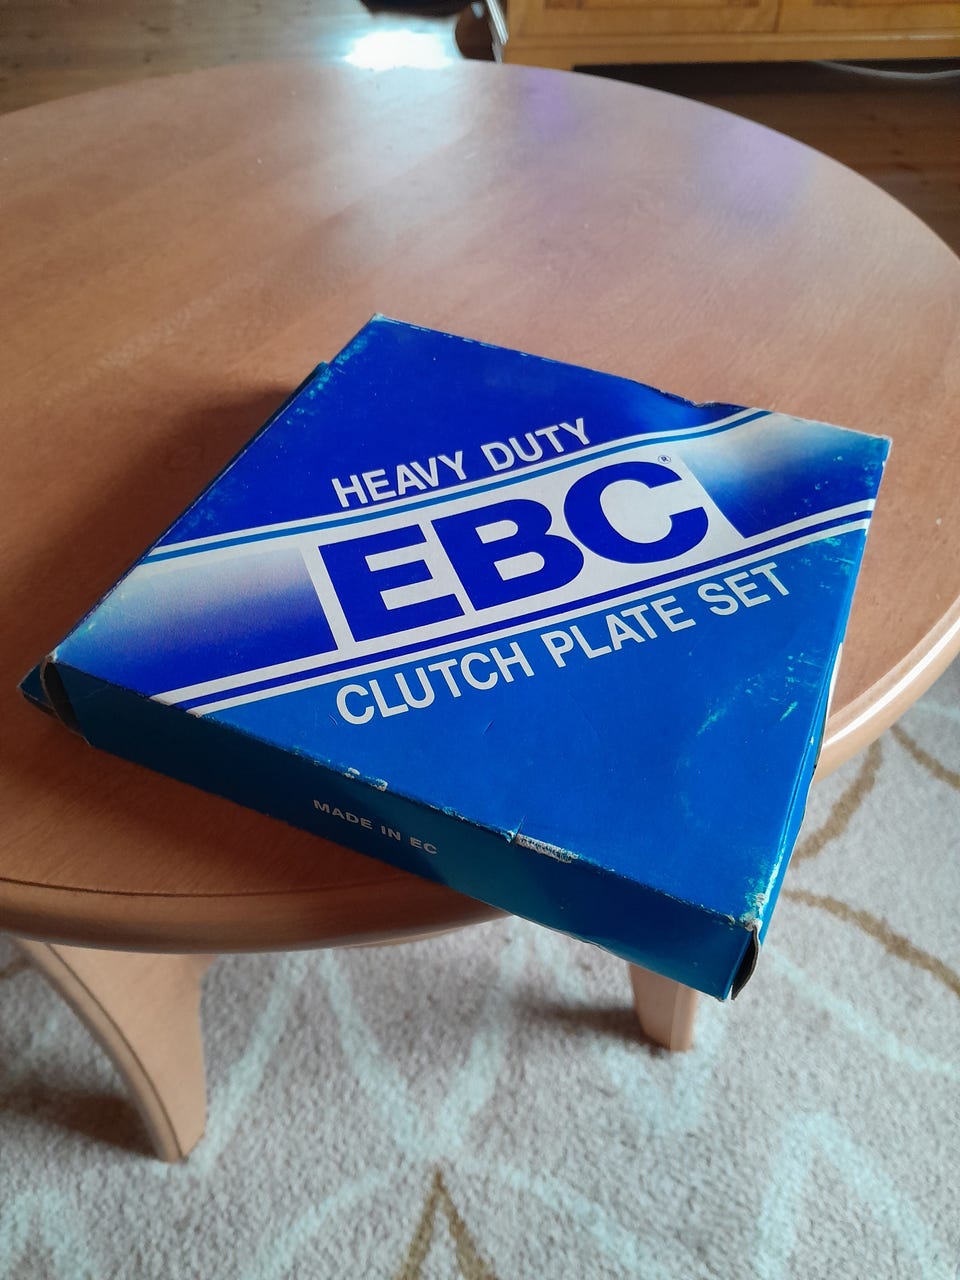 HEAVY DUTY
EBC®
CLUTCH PLATE SET
MADE IN EC